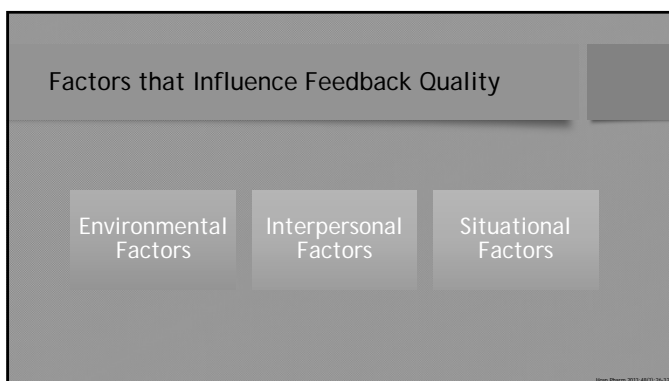 Factors that Influence Feedback Quality
Environmental
Factors
Interpersonal
Factors
Situational
Factors